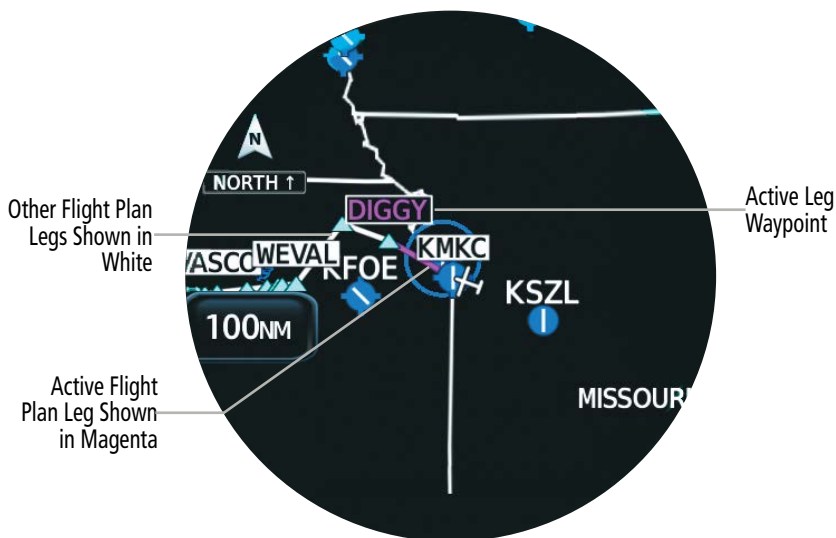 N
NORTH ↑
DIGGY
Other Flight Plan
Legs Shown in
White
Active Leg
Waypoint
KMKC
WEVAL
KFOE
KSZL
100NM
MISSOURI
Active Flight
Plan Leg Shown
in Magenta